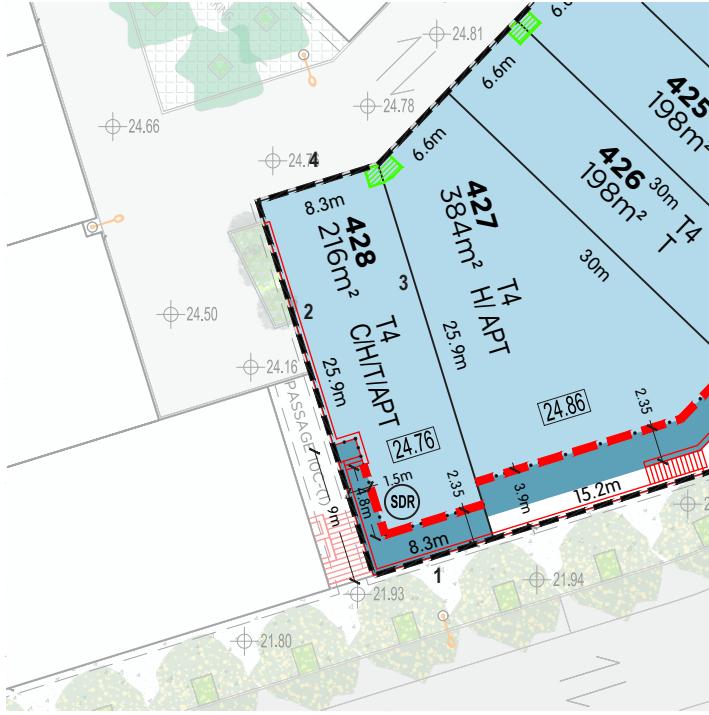 KING
24.81
6.6m
24.78
24.66
6.6m
425
198m²
4
426
198m²
30m
T4
T
8.3m
427
384m²
428
216m²
30m
3
T4
H/APT
24.50
2
T4
C/H/T/APT
25.9m
24.16
25.9m
24.86
2.35
PASSAGE
24.76
1.5m
2.35
4.8m
SDR
3.9m
15.2m
9m
8.3m
1
21.94
21.93
21.80